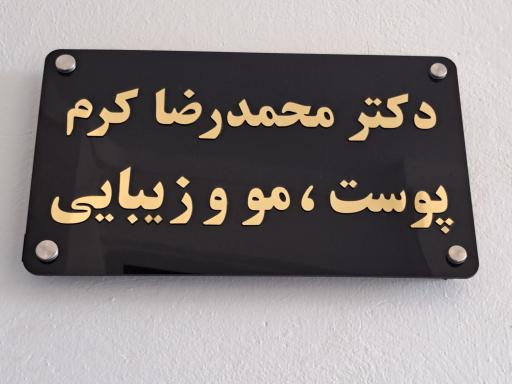 دکتر محمدرضا کرم
پوست ، مو و زیبایی